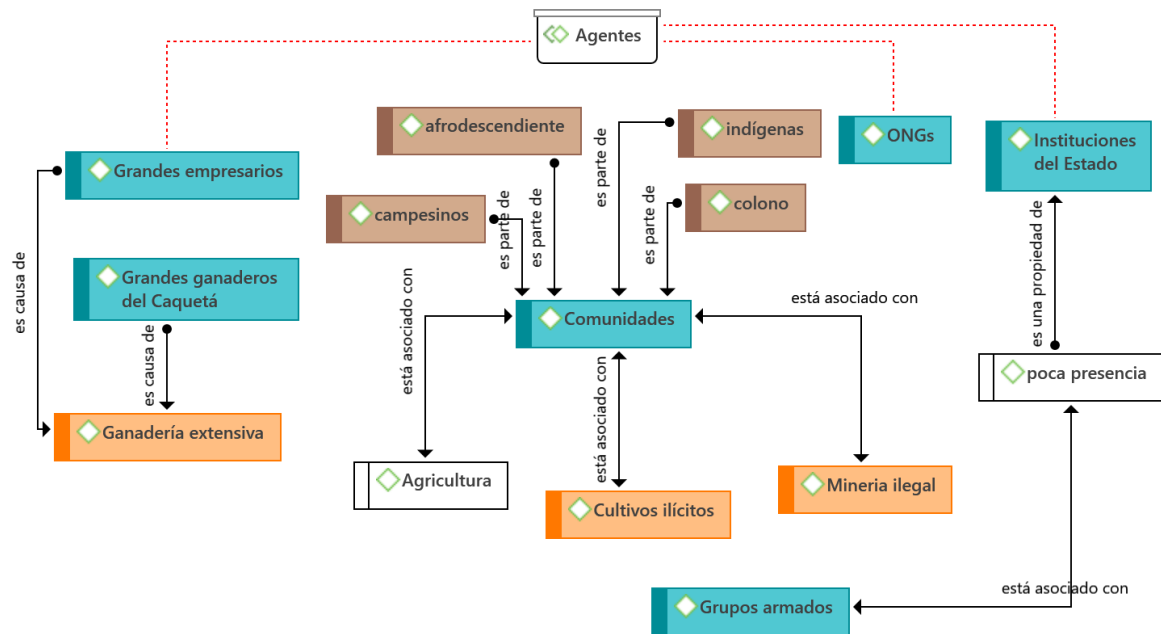 Agentes
afrodescendiente
indígenas
ONGs
Instituciones
del Estado
Grandes empresarios
campesinos
colono
es parte de
es parte de
es parte de
es parte de
es causa de
Grandes ganaderos
del Caquetá
es una propiedad de
está asociado con
Comunidades
está asociado con
es causa de
poca presencia
está asociado con
Ganadería extensiva
Agricultura
Cultivos ilícitos
Mineria ilegal
está asociado con
Grupos armados